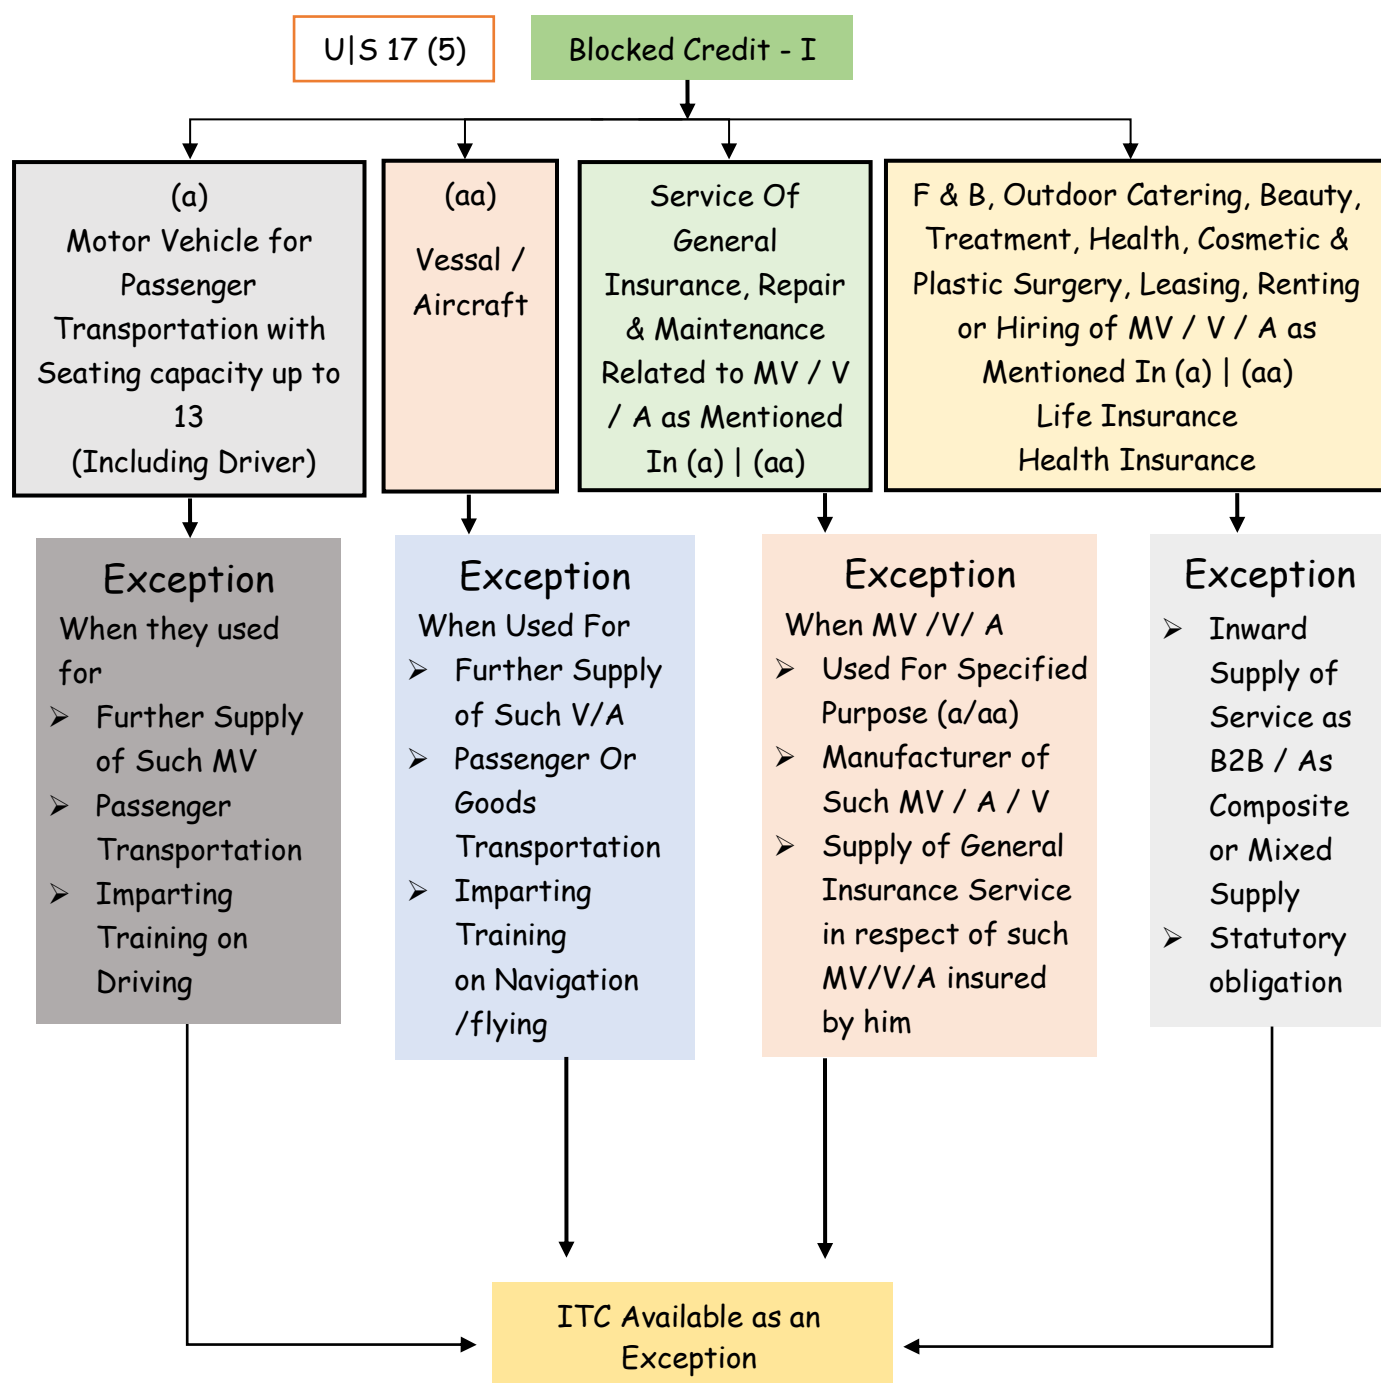 U|S 17 (5)
Blocked Credit - I
(a)
Motor Vehicle for
Passenger
Transportation with
Seating capacity up to
13
(Including Driver)
(aa)
Vessal /
Aircraft
Service Of
General
Insurance, Repair
& Maintenance
Related to MV / V
/ A as Mentioned
In (a) | (aa)
F & B, Outdoor Catering, Beauty,
Treatment, Health, Cosmetic &
Plastic Surgery, Leasing, Renting
or Hiring of MV / V / A as
Mentioned In (a) | (aa)
Life Insurance
Health Insurance
Exception
When they used
for
➢ Further Supply
of Such MV
➢ Passenger
Transportation
➢ Imparting
Training on
Driving
Exception
When Used For
➢ Further Supply
of Such V/A
➢ Passenger Or
Goods
Transportation
➢ Imparting
Training
on Navigation
/flying
Exception
When MV /V/ A
➢ Used For Specified
Purpose (a/aa)
➢ Manufacturer of
Such MV / A / V
➢ Supply of General
Insurance Service
in respect of such
MV/V/A insured
by him
Exception
➢ Inward
Supply of
Service as
B2B / As
Composite
or Mixed
Supply
➢ Statutory
obligation
ITC Available as an
Exception